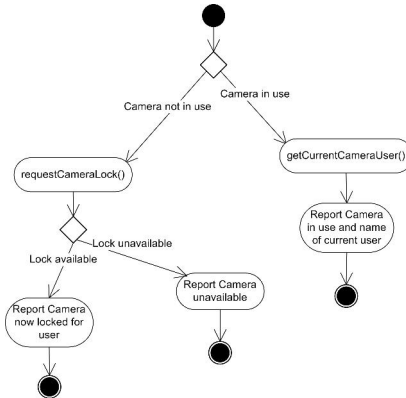 Camera not in use
Camera in use
requestCameraLock()
getCurrentCameraUser()
Report Camera
in use and name
of current user
Lock unavailable
Lock available
Report Camera
unavailable
Report Camera
now locked for
user